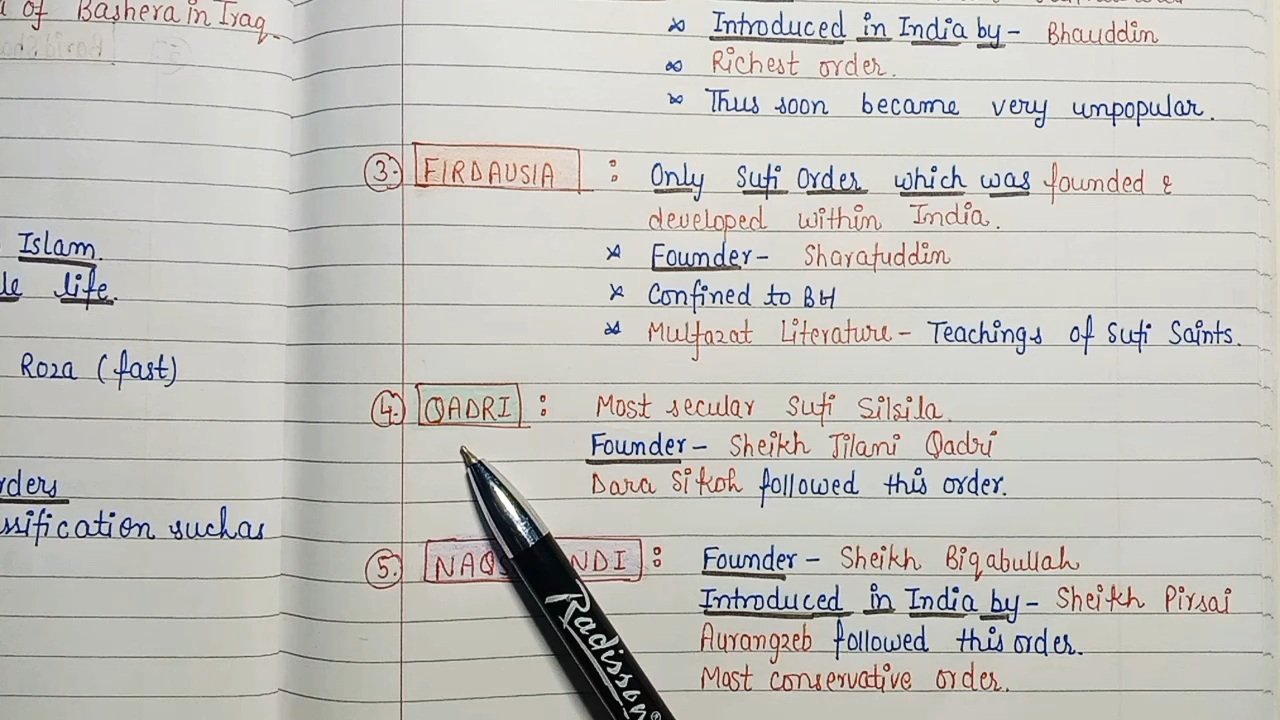 of Bashera in Iraq
Islam.
life.
Roza (fast)
such as
* Introduced in India by - Bhauddin
* Richest order.
* Thus soon became very unpopular.
3. FIRDAUSIA : Only Sufi Order which was founded &
developed within India.
* Founder - Sharafuddin
* Confined to BH
* Mulfazat Literature - Teachings of Sufi Saints.
4. QADRI : Most secular Sufi Silsila.
Founder - Sheikh Jilani Qadri
Dara Sikoh followed this order.
5. NAQ NDI : Founder - Sheikh Biqabullah
Introduced in India by - Sheikh Pirsai
Aurangzeb followed this order.
Most conservative order.
Radisson